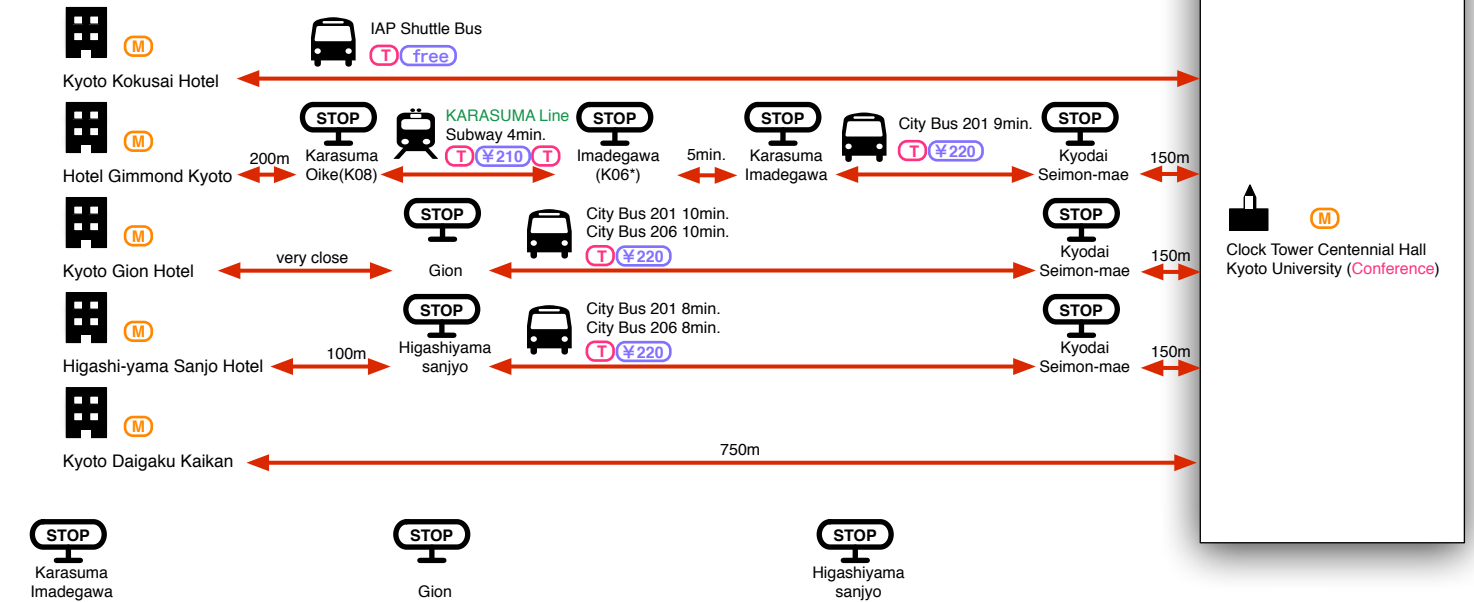 IAP Shuttle Bus
M
T free
Kyoto Kokusai Hotel
STOP
KARASUMA Line
STOP
STOP
City Bus 201 9min.
STOP
M
Subway 4min.
200m
Karasuma
T ¥210 T
Imadegawa
5min.
Karasuma
T ¥220
Kyodai
150m
Hotel Gimmond Kyoto
Oike(K08)
(K06*)
Imadegawa
Seimon-mae
STOP
City Bus 201 10min.
STOP
M
City Bus 206 10min.
T ¥220
Kyodai
very close
150m
Kyoto Gion Hotel
Gion
Seimon-mae
M
Clock Tower Centennial Hall
Kyoto University (Conference)
STOP
City Bus 201 8min.
STOP
M
City Bus 206 8min.
100m
Higashiyama
T ¥220
Kyodai
150m
Higashi-yama Sanjo Hotel
sanjyo
Seimon-mae
M
750m
Kyoto Daigaku Kaikan
STOP
STOP
STOP
Karasuma
Imadegawa
Gion
Higashiyama
sanjyo